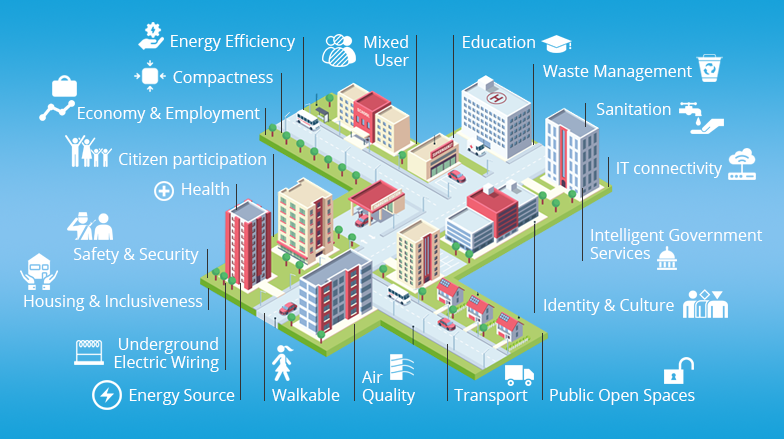 Energy Efficiency
Mixed
User
Education
Compactness
Waste Management
Economy & Employment
Sanitation
Citizen participation
IT connectivity
Health
Safety & Security
Intelligent Government
Services
Housing & Inclusiveness
Identity & Culture
Underground
Electric Wiring
Energy Source
Walkable
Air
Quality
Transport
Public Open Spaces
H